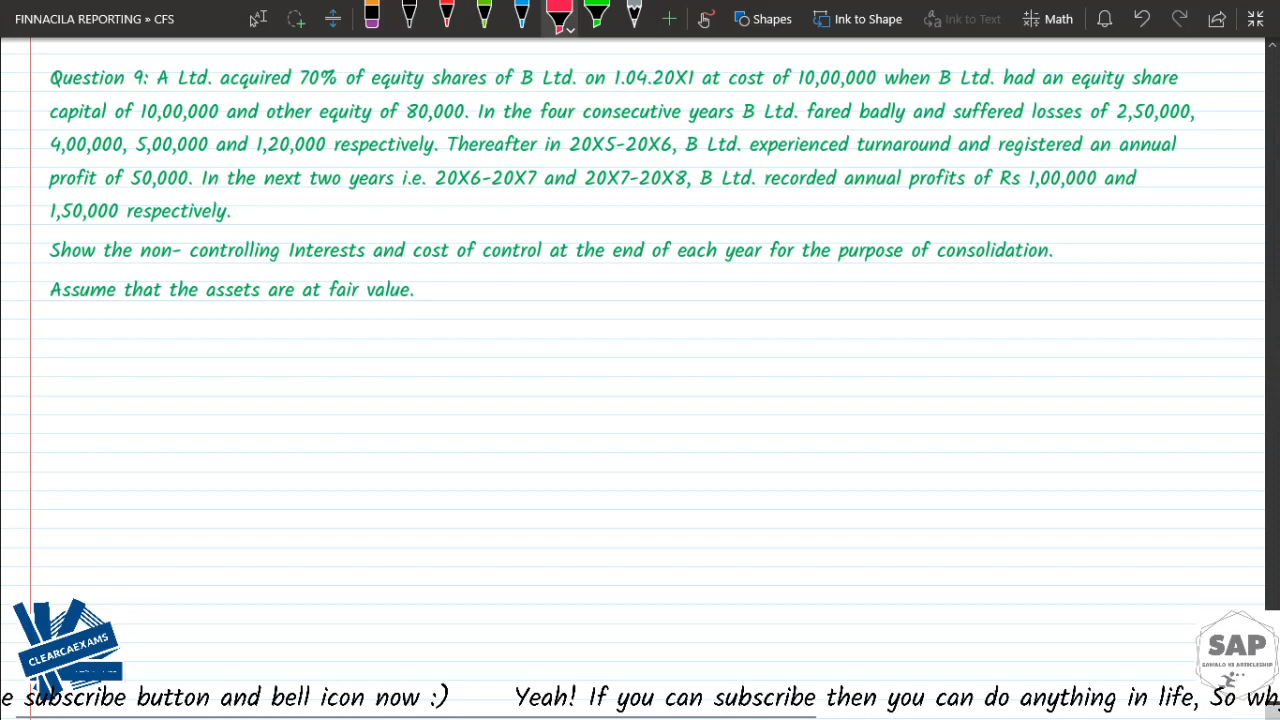 FINNACILA REPORTING » CFS
Shapes
Ink to Shape
Ink to Text
Math
Question 9: A Ltd. acquired 70% of equity shares of B Ltd. on 1.04.20X1 at cost of 10,00,000 when B Ltd. had an equity share
capital of 10,00,000 and other equity of 80,000. In the four consecutive years B Ltd. fared badly and suffered losses of 2,50,000,
4,00,000, 5,00,000 and 1,20,000 respectively. Thereafter in 20X5-20X6, B Ltd. experienced turnaround and registered an annual
profit of 50,000. In the next two years i.e. 20X6-20X7 and 20X7-20X8, B Ltd. recorded annual profits of Rs 1,00,000 and
1,50,000 respectively.
Show the non- controlling Interests and cost of control at the end of each year for the purpose of consolidation.
Assume that the assets are at fair value.
CLEARCAEXAMS
SAP
SAWALO KE ARTICLESHIP
e subscribe button and bell icon now :) Yeah! If you can subscribe then you can do anything in life, So why